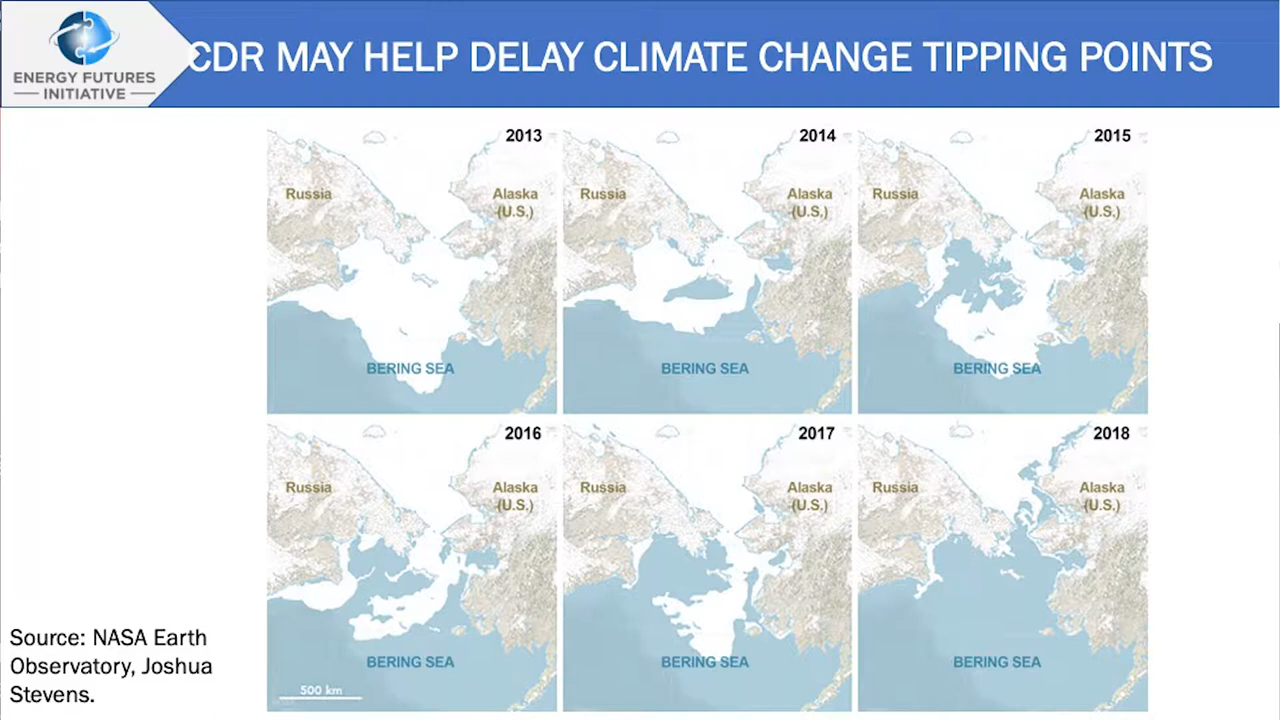 ENERGY FUTURES
INITIATIVE
CDR MAY HELP DELAY CLIMATE CHANGE TIPPING POINTS
2013
Russia
Alaska
(U.S.)
BERING SEA
2014
Russia
Alaska
(U.S.)
BERING SEA
2015
Russia
Alaska
(U.S.)
BERING SEA
2016
Russia
Alaska
(U.S.)
BERING SEA
500 km
2017
Russia
Alaska
(U.S.)
BERING SEA
2018
Russia
Alaska
(U.S.)
BERING SEA
Source: NASA Earth
Observatory, Joshua
Stevens.